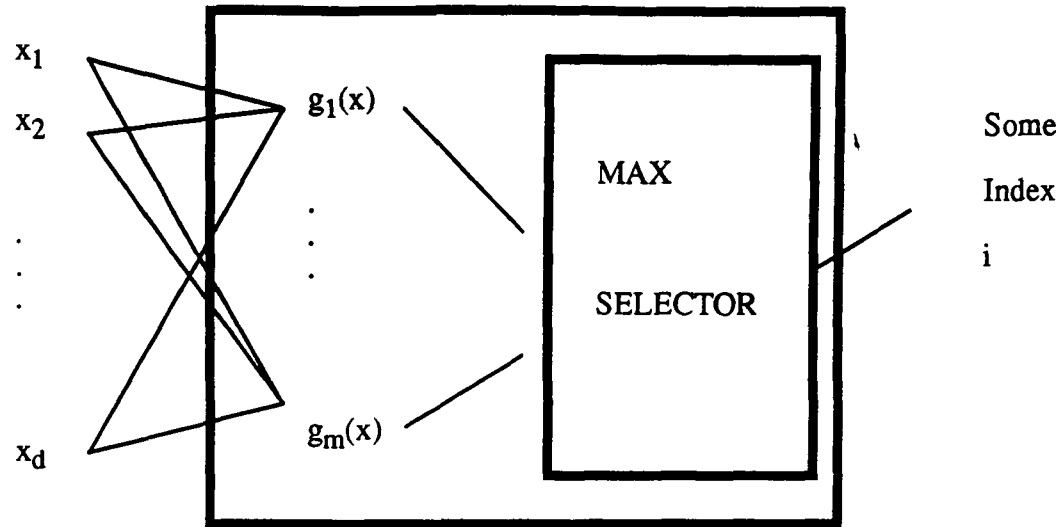 x1
x2
.
.
.
xd
g1(x)
.
.
.
gm(x)
MAX
SELECTOR
Some
Index
i